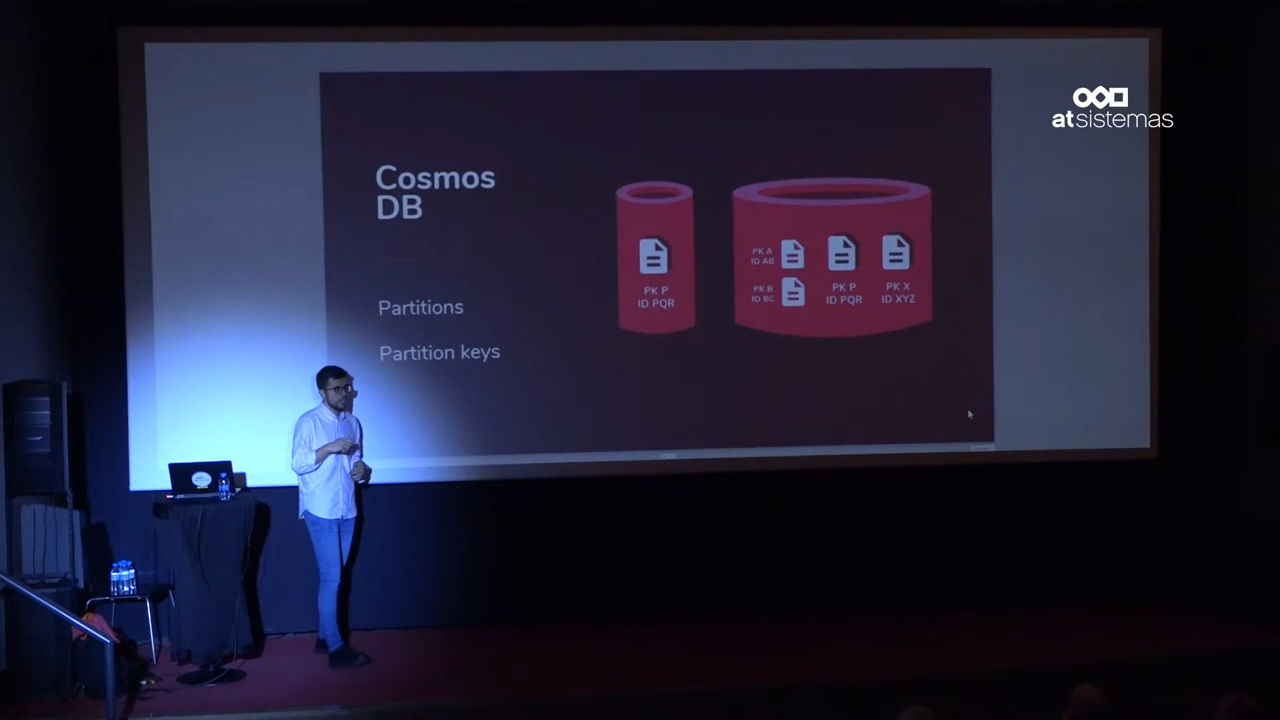 atsistemas
Cosmos
DB
Partitions
Partition keys
PK P
ID PQR
PK A
ID AB
PK B
ID BC
PK P
ID PQR
PK X
ID XYZ